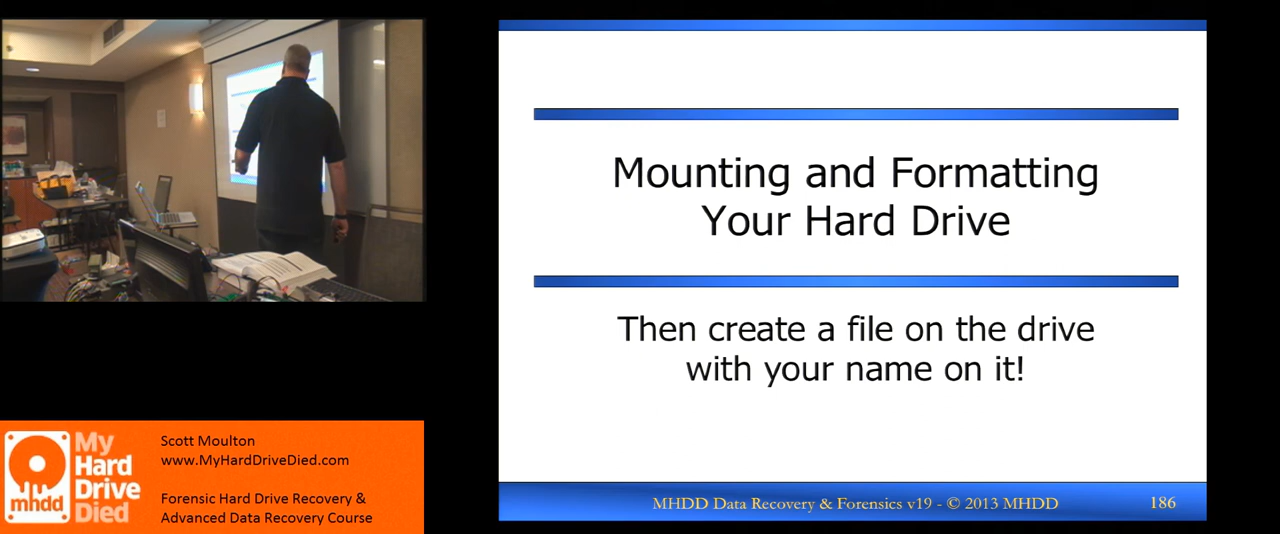 Mounting and Formatting
Your Hard Drive
Then create a file on the drive
with your name on it!
MHDD Data Recovery & Forensics v19 - © 2013 MHDD
186
My
Hard
Drive
Died
mhdd
Scott Moulton
www.MyHardDriveDied.com
Forensic Hard Drive Recovery &
Advanced Data Recovery Course